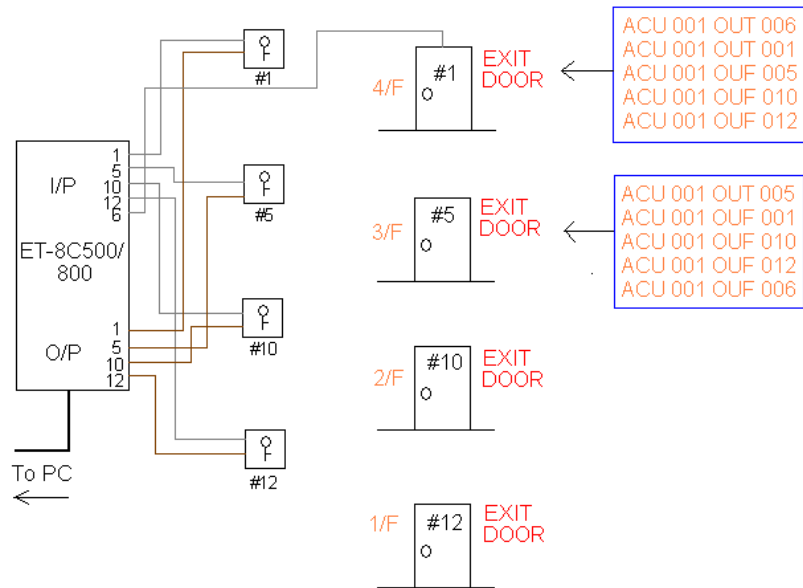 #1
I/P
1
5
10
12
6
ET-8C500/
800
O/P
1
5
10
12
To PC
#5
#10
#12
4/F
#1
EXIT
DOOR
3/F
#5
EXIT
DOOR
2/F
#10
EXIT
DOOR
1/F
#12
EXIT
DOOR
ACU 001 OUT 006
ACU 001 OUT 001
ACU 001 OUF 005
ACU 001 OUF 010
ACU 001 OUF 012
ACU 001 OUT 005
ACU 001 OUF 001
ACU 001 OUF 010
ACU 001 OUF 012
ACU 001 OUF 006